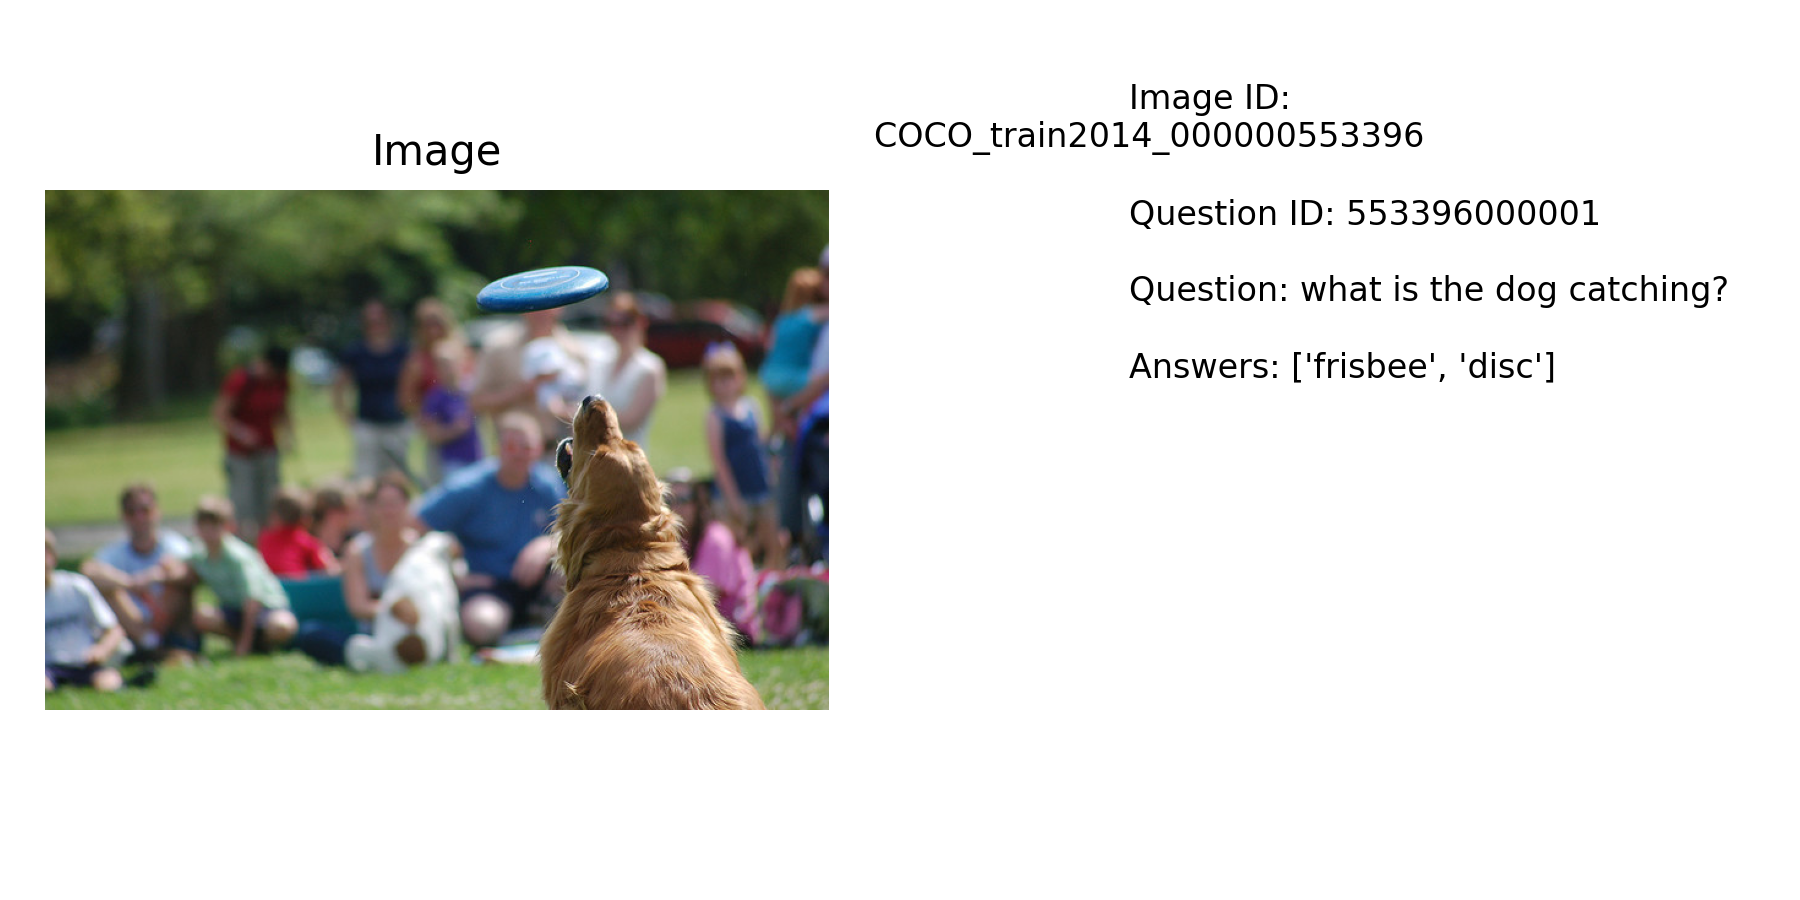 Image
Image ID:
COCO_train2014_000000553396
Question ID: 553396000001
Question: what is the dog catching?
Answers: ['frisbee', 'disc']